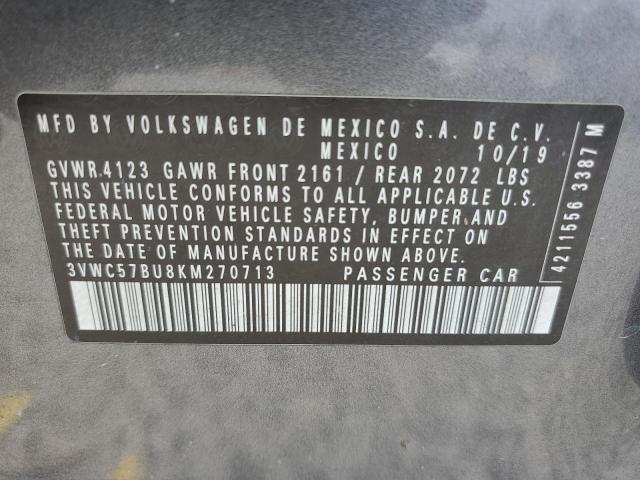 MFD BY VOLKSWAGEN DE MEXICO S.A. DE C.V.
MEXICO 10/19
GVWR.4123 GAWR FRONT 2161 / REAR 2072 LBS
THIS VEHICLE CONFORMS TO ALL APPLICABLE U.S.
FEDERAL MOTOR VEHICLE SAFETY, BUMPER AND
THEFT PREVENTION STANDARDS IN EFFECT ON
THE DATE OF MANUFACTURE SHOWN ABOVE.
3VWC57BU8KM270713 PASSENGER CAR
4211556 3387 M